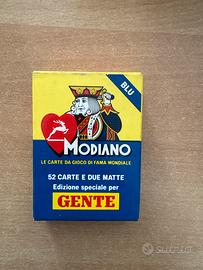 BLU
MODIANO
LE CARTE DA GIOCO DI FAMA MONDIALE
52 CARTE E DUE MATTE
Edizione speciale per
GENTE
subito